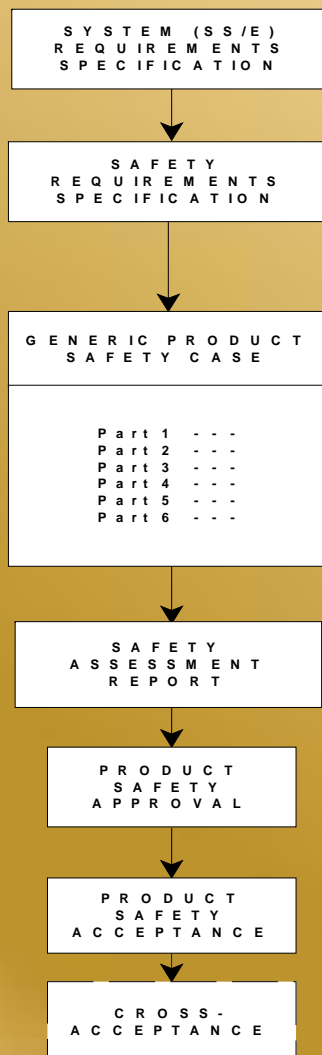 SYSTEM (SS/E)
REQUIREMENTS
SPECIFICATION
SAFETY
REQUIREMENTS
SPECIFICATION
GENERIC PRODUCT
SAFETY CASE
Part 1 ---
Part 2 ---
Part 3 ---
Part 4 ---
Part 5 ---
Part 6 ---
SAFETY
ASSESSMENT
REPORT
PRODUCT
SAFETY
APPROVAL
PRODUCT
SAFETY
ACCEPTANCE
CROSS-
ACCEPTANCE